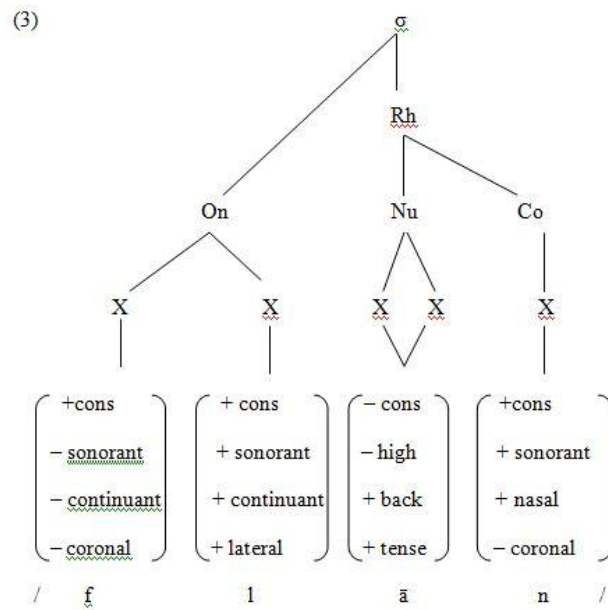 (3)
σ
Rh
On Nu Co
X X X X X
+cons + cons – cons +cons
– sonorant + sonorant – high + sonorant
– continuant + continuant + back + nasal
– coronal + lateral + tense – coronal
/ f l ā n /